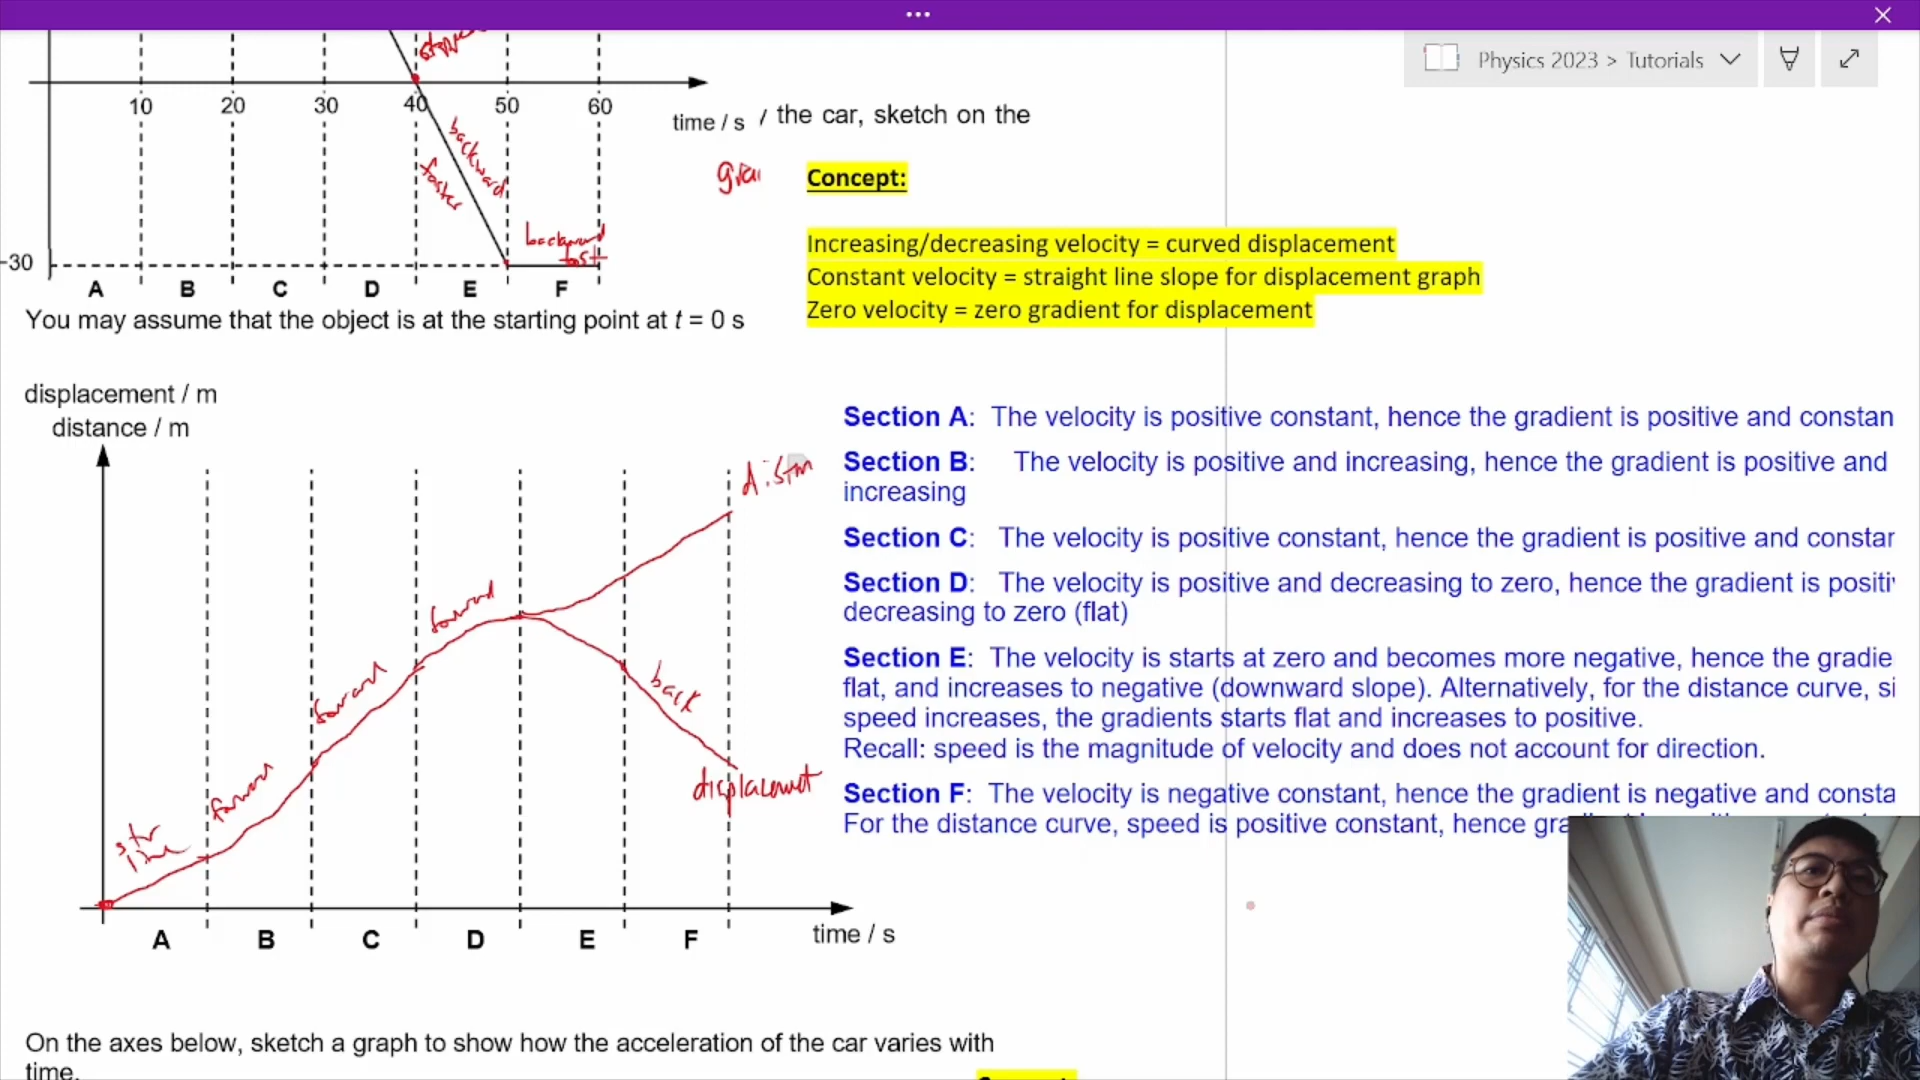 Physics 2023 > Tutorials
10 20 30 40 50 60
time / s
/ the car, sketch on the
backward
faster
backward
fast
-30
A B C D E F
You may assume that the object is at the starting point at t = 0 s
Concept:
Increasing/decreasing velocity = curved displacement
Constant velocity = straight line slope for displacement graph
Zero velocity = zero gradient for displacement
displacement / m
distance / m
str
line
forward
forward
forward
back
displacement
A B C D E F
time / s
Section A: The velocity is positive constant, hence the gradient is positive and constan
Section B: The velocity is positive and increasing, hence the gradient is positive and
increasing
Section C: The velocity is positive constant, hence the gradient is positive and constar
Section D: The velocity is positive and decreasing to zero, hence the gradient is positi
decreasing to zero (flat)
Section E: The velocity is starts at zero and becomes more negative, hence the gradie
flat, and increases to negative (downward slope). Alternatively, for the distance curve, si
speed increases, the gradients starts flat and increases to positive.
Recall: speed is the magnitude of velocity and does not account for direction.
Section F: The velocity is negative constant, hence the gradient is negative and consta
For the distance curve, speed is positive constant, hence
On the axes below, sketch a graph to show how the acceleration of the car varies with
time.